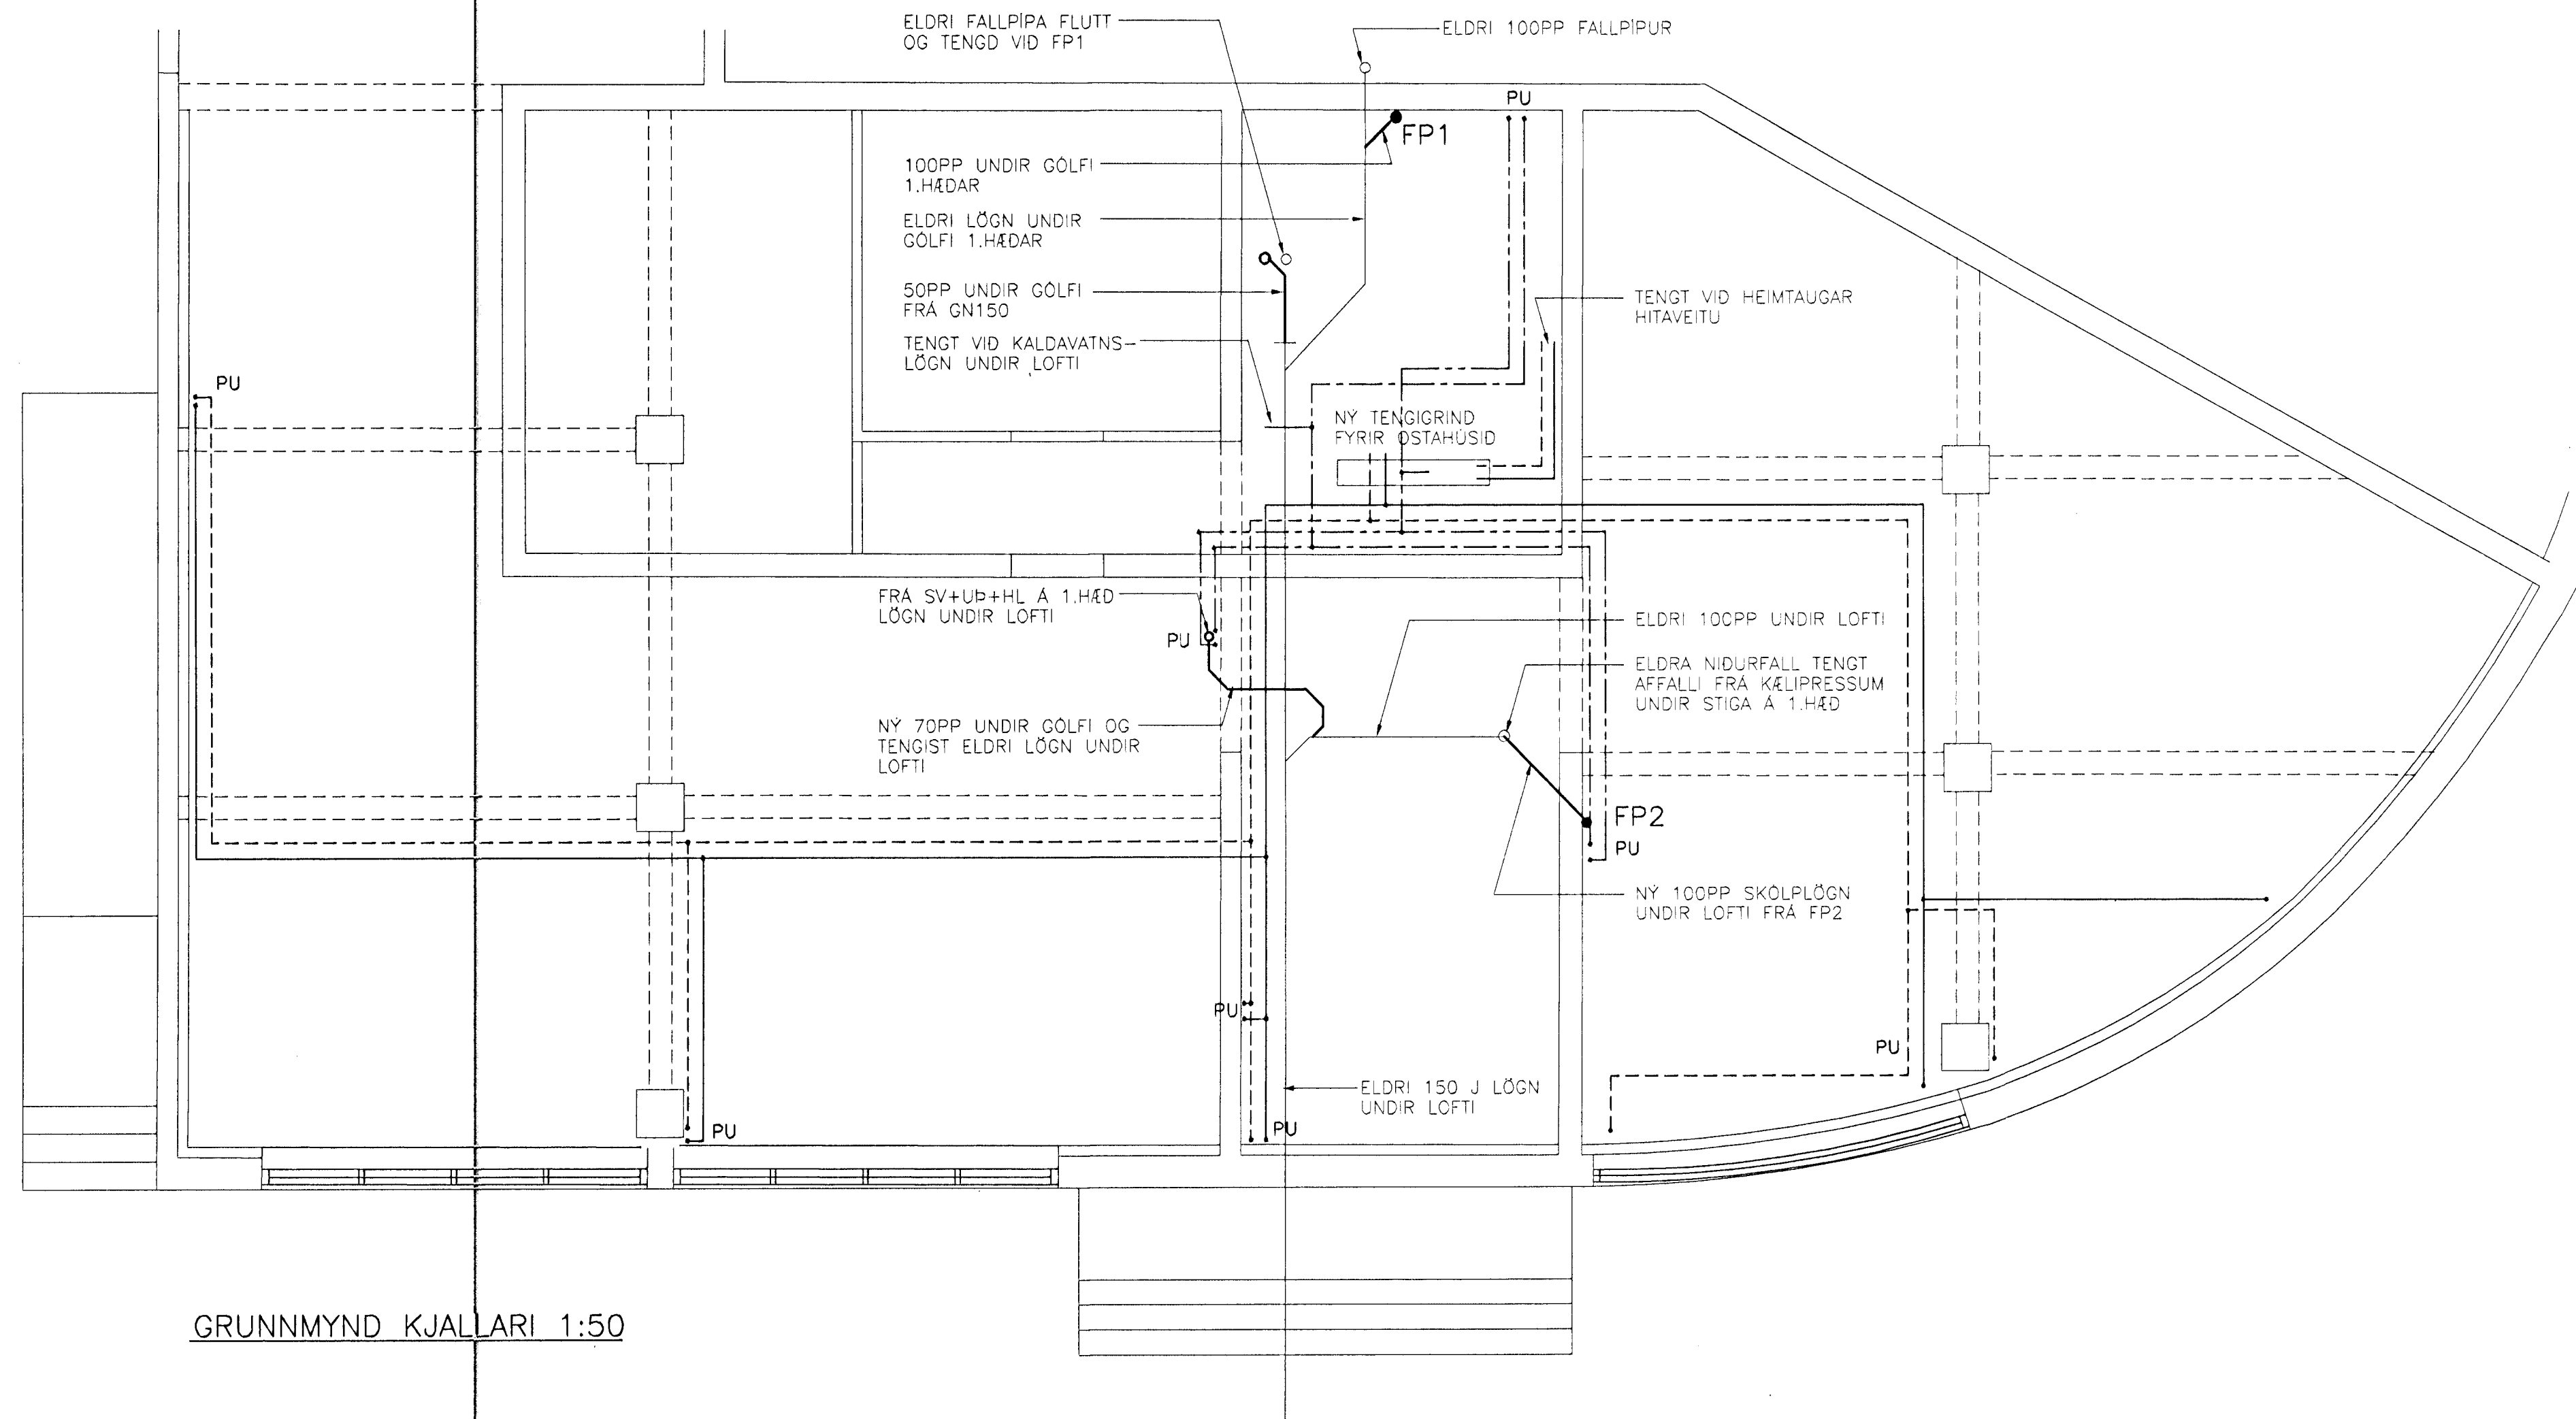 ELDRI FALLPÍPA FLUTT
OG TENGD VIÐ FP1
ELDRI 100PP FALLPÍPUR
PU
FP1
100PP UNDIR GÓLFI
1.HÆÐAR
ELDRI LÖGN UNDIR
GÓLFI 1.HÆÐAR
50PP UNDIR GÓLFI
FRÁ GN150
TENGT VIÐ KALDAVATNS-
LÖGN UNDIR LOFTI
TENGT VIÐ HEIMTAUGAR
HITAVEITU
PU
NÝ TENGIGRIND
FYRIR OSTAHÚSIÐ
FRÁ SV+UÞ+HL Á 1.HÆÐ
LÖGN UNDIR LOFTI
PU
ELDRI 100PP UNDIR LOFTI
ELDRA NIÐURFALL TENGT
AFFALLI FRÁ KÆLIPRESSUM
UNDIR STIGA Á 1.HÆÐ
NÝ 70PP UNDIR GÓLFI OG
TENGIST ELDRI LÖGN UNDIR
LOFTI
FP2
PU
NÝ 100PP SKÓLPLÖGN
UNDIR LOFTI FRÁ FP2
PU
PU
ELDRI 150 J LÖGN
UNDIR LOFTI
PU
PU
GRUNNMYND KJALLARI 1:50